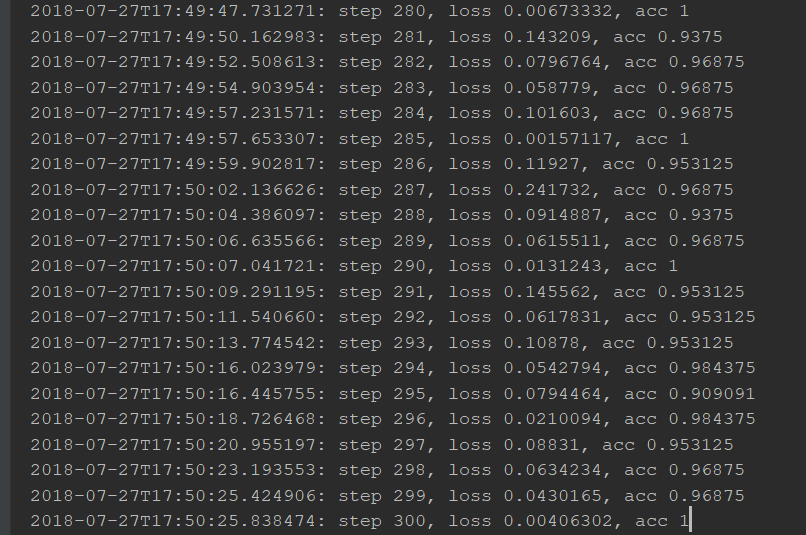 2018-07-27T17:49:47.731271: step 280, loss 0.00673332, acc 1
2018-07-27T17:49:50.162983: step 281, loss 0.143209, acc 0.9375
2018-07-27T17:49:52.508613: step 282, loss 0.0796764, acc 0.96875
2018-07-27T17:49:54.903954: step 283, loss 0.058779, acc 0.96875
2018-07-27T17:49:57.231571: step 284, loss 0.101603, acc 0.96875
2018-07-27T17:49:57.653307: step 285, loss 0.00157117, acc 1
2018-07-27T17:49:59.902817: step 286, loss 0.11927, acc 0.953125
2018-07-27T17:50:02.136626: step 287, loss 0.241732, acc 0.96875
2018-07-27T17:50:04.386097: step 288, loss 0.0914887, acc 0.9375
2018-07-27T17:50:06.635566: step 289, loss 0.0615511, acc 0.96875
2018-07-27T17:50:07.041721: step 290, loss 0.0131243, acc 1
2018-07-27T17:50:09.291195: step 291, loss 0.145562, acc 0.953125
2018-07-27T17:50:11.540660: step 292, loss 0.0617831, acc 0.953125
2018-07-27T17:50:13.774542: step 293, loss 0.10878, acc 0.953125
2018-07-27T17:50:16.023979: step 294, loss 0.0542794, acc 0.984375
2018-07-27T17:50:16.445755: step 295, loss 0.0794464, acc 0.909091
2018-07-27T17:50:18.726468: step 296, loss 0.0210094, acc 0.984375
2018-07-27T17:50:20.955197: step 297, loss 0.08831, acc 0.953125
2018-07-27T17:50:23.193553: step 298, loss 0.0634234, acc 0.96875
2018-07-27T17:50:25.424906: step 299, loss 0.0430165, acc 0.96875
2018-07-27T17:50:25.838474: step 300, loss 0.00406302, acc 1